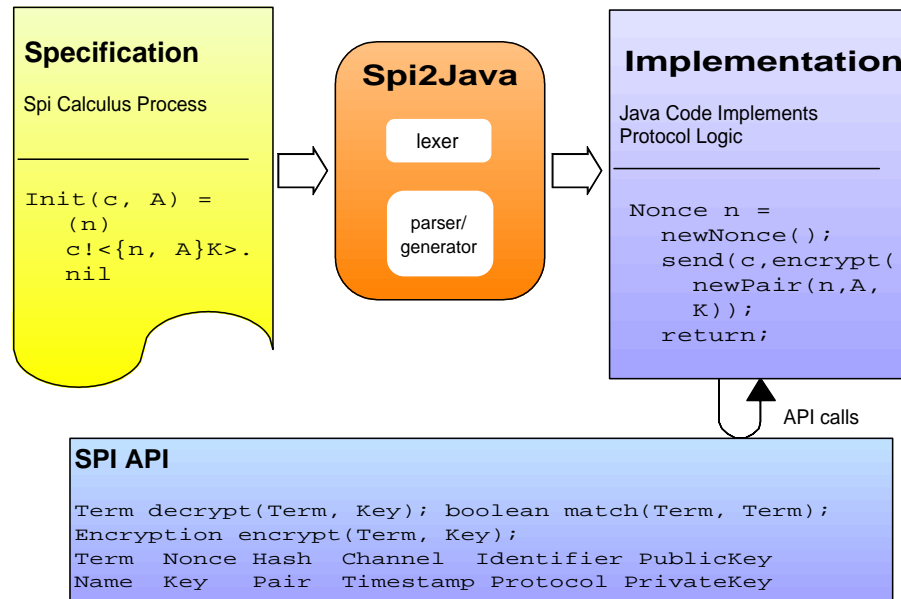 Specification
Spi Calculus Process
Init(c, A) =
(n)
c!<{n, A}K>.
nil
Spi2Java
lexer
parser/
generator
Implementation
Java Code Implements
Protocol Logic
Nonce n =
newNonce();
send(c,encrypt(
newPair(n,A,
K));
return;
API calls
SPI API
Term decrypt(Term, Key); boolean match(Term, Term);
Encryption encrypt(Term, Key);
Term Nonce Hash Channel Identifier PublicKey
Name Key Pair Timestamp Protocol PrivateKey